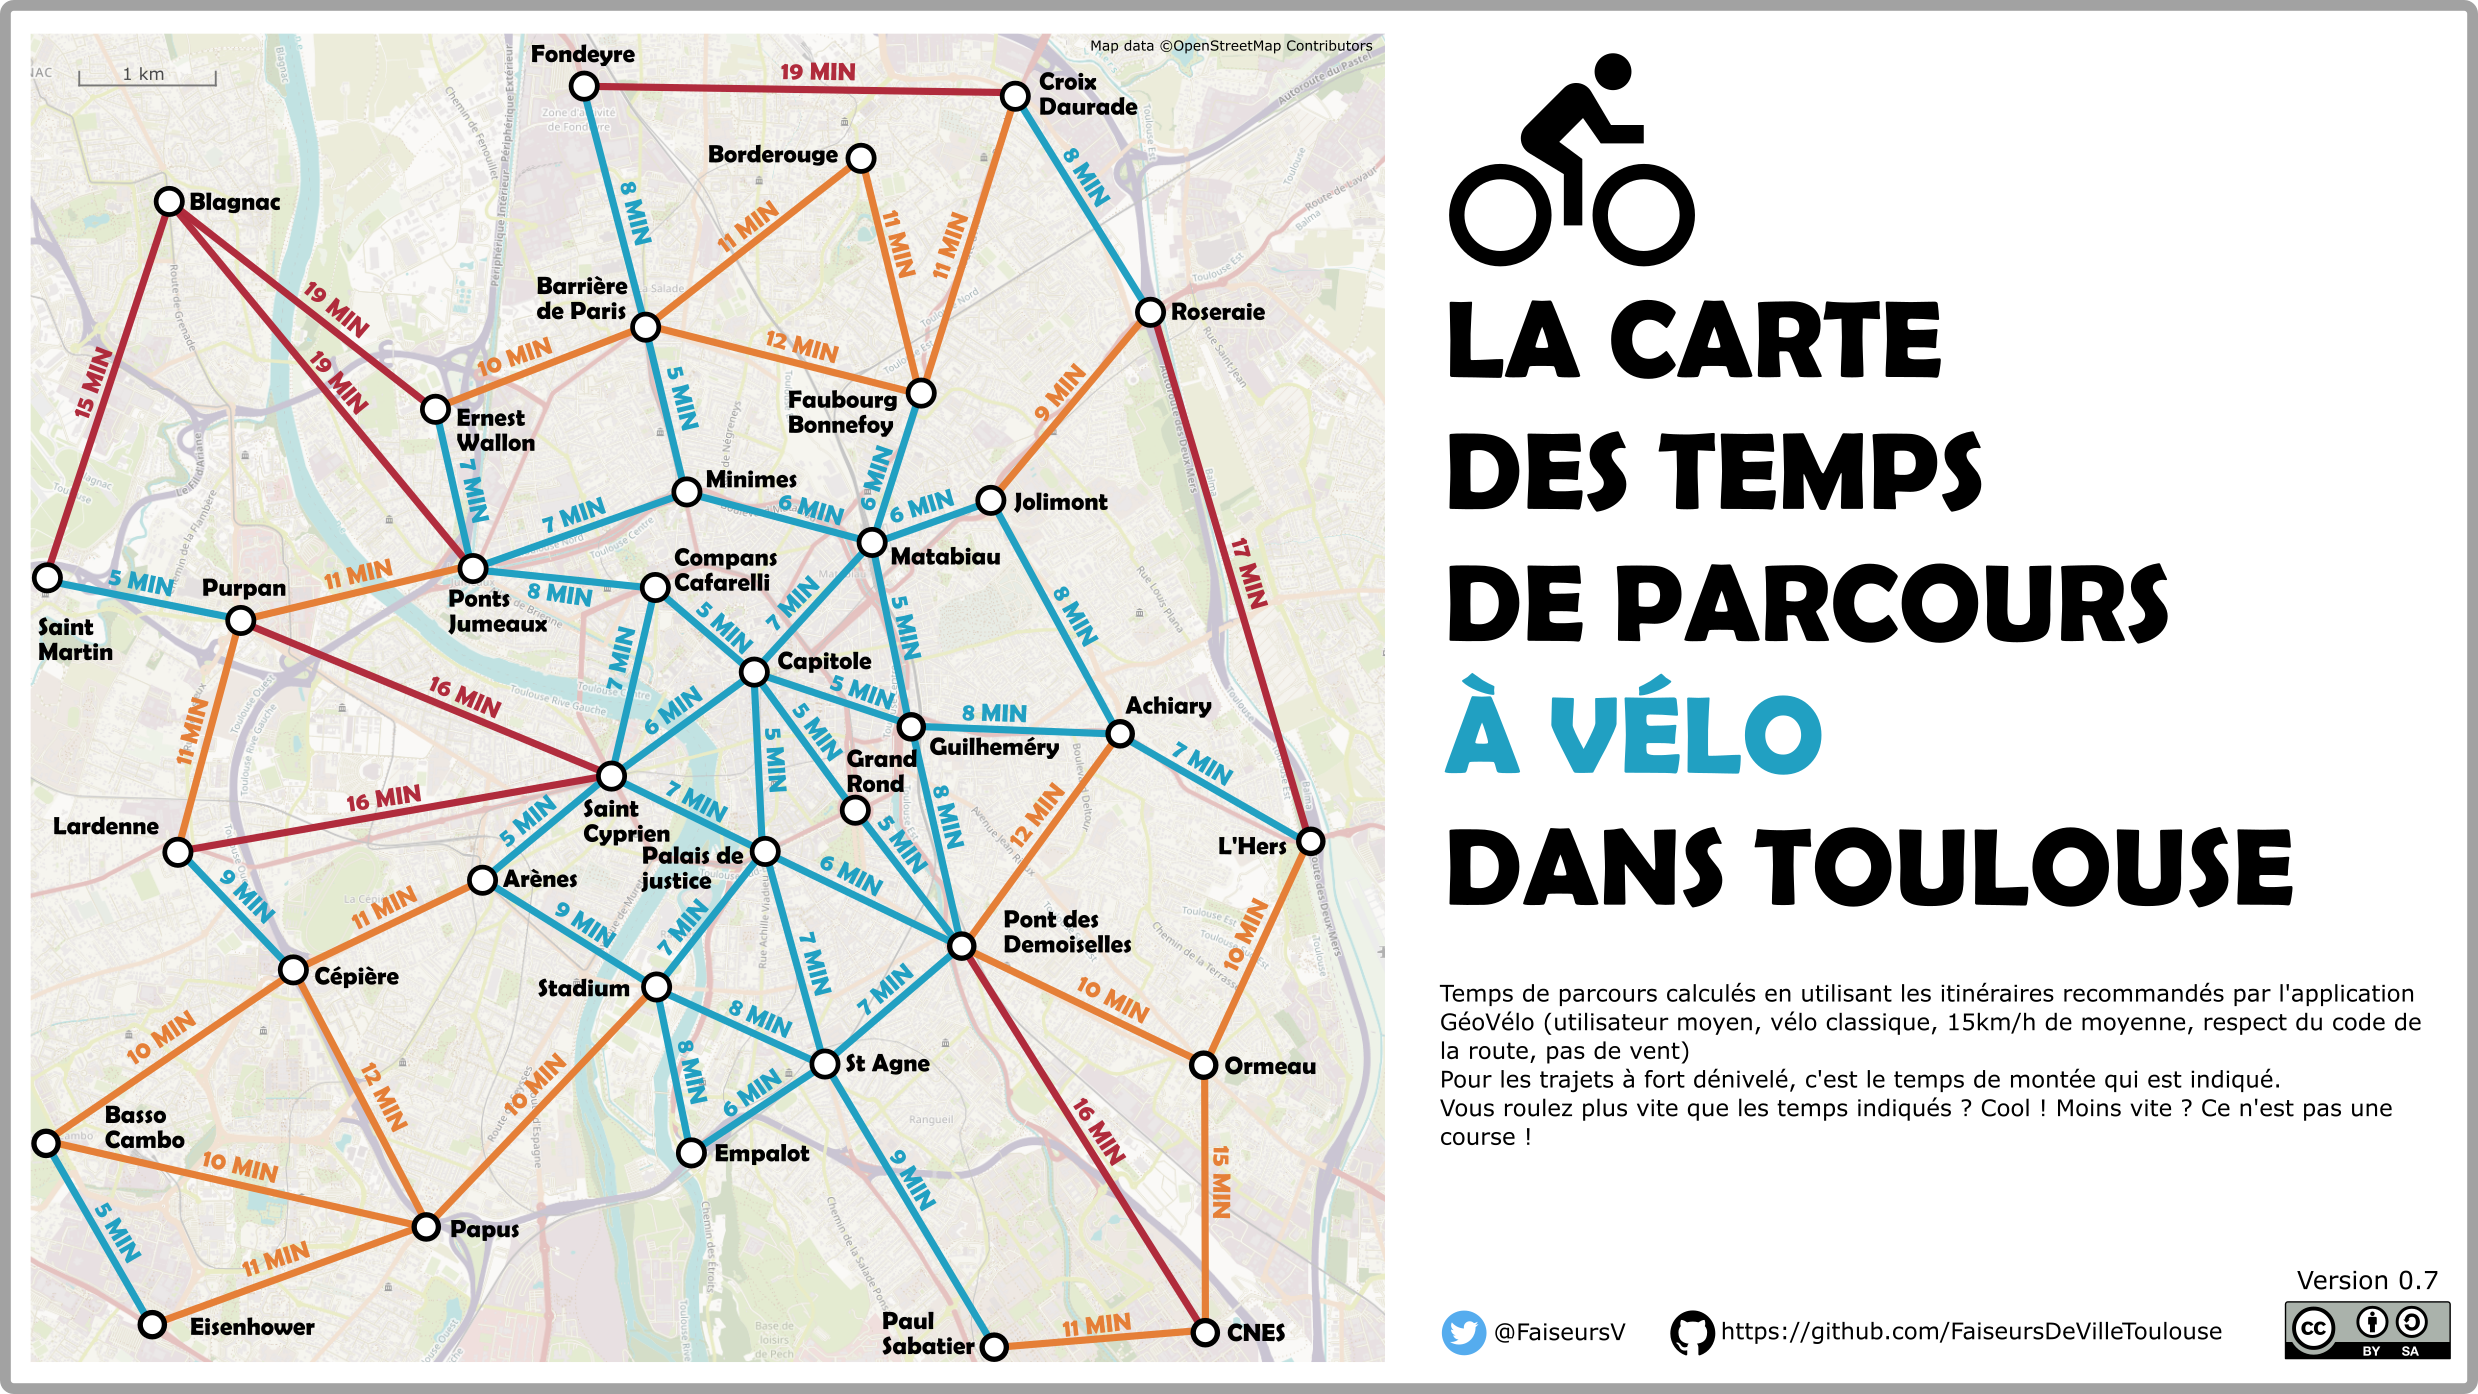 Map data ©OpenStreetMap Contributors
1 km
Fondeyre
19 MIN
Croix
Daurade
Borderouge
8 MIN
8 MIN
Blagnac
11 MIN
11 MIN
11 MIN
Barrière
de Paris
19 MIN
10 MIN
12 MIN
Roseraie
15 MIN
19 MIN
5 MIN
9 MIN
Ernest
Wallon
Faubourg
Bonnefoy
7 MIN
Minimes
6 MIN
6 MIN
6 MIN
Jolimont
7 MIN
Matabiau
17 MIN
5 MIN
Purpan
11 MIN
Compans
Cafarelli
8 MIN
Ponts
Jumeaux
Saint
Martin
5 MIN
7 MIN
5 MIN
8 MIN
7 MIN
Capitole
16 MIN
6 MIN
5 MIN
8 MIN
Achiary
11 MIN
5 MIN
5 MIN
Guilheméry
7 MIN
Grand
Rond
16 MIN
Saint
Cyprien
7 MIN
8 MIN
12 MIN
Lardenne
5 MIN
Palais de
justice
5 MIN
L'Hers
9 MIN
Arènes
6 MIN
11 MIN
9 MIN
7 MIN
Pont des
Demoiselles
10 MIN
Cépière
Stadium
7 MIN
7 MIN
10 MIN
8 MIN
10 MIN
12 MIN
10 MIN
8 MIN
6 MIN
St Agne
Ormeau
Basso
Cambo
16 MIN
10 MIN
Empalot
9 MIN
15 MIN
5 MIN
Papus
11 MIN
Eisenhower
Paul
Sabatier
11 MIN
CNES
LA CARTE
DES TEMPS
DE PARCOURS
À VÉLO
DANS TOULOUSE
Temps de parcours calculés en utilisant les itinéraires recommandés par l'application
GéoVélo (utilisateur moyen, vélo classique, 15km/h de moyenne, respect du code de
la route, pas de vent)
Pour les trajets à fort dénivelé, c'est le temps de montée qui est indiqué.
Vous roulez plus vite que les temps indiqués ? Cool ! Moins vite ? Ce n'est pas une
course !
Version 0.7
@FaiseursV
https://github.com/FaiseursDeVilleToulouse
cc
BY SA